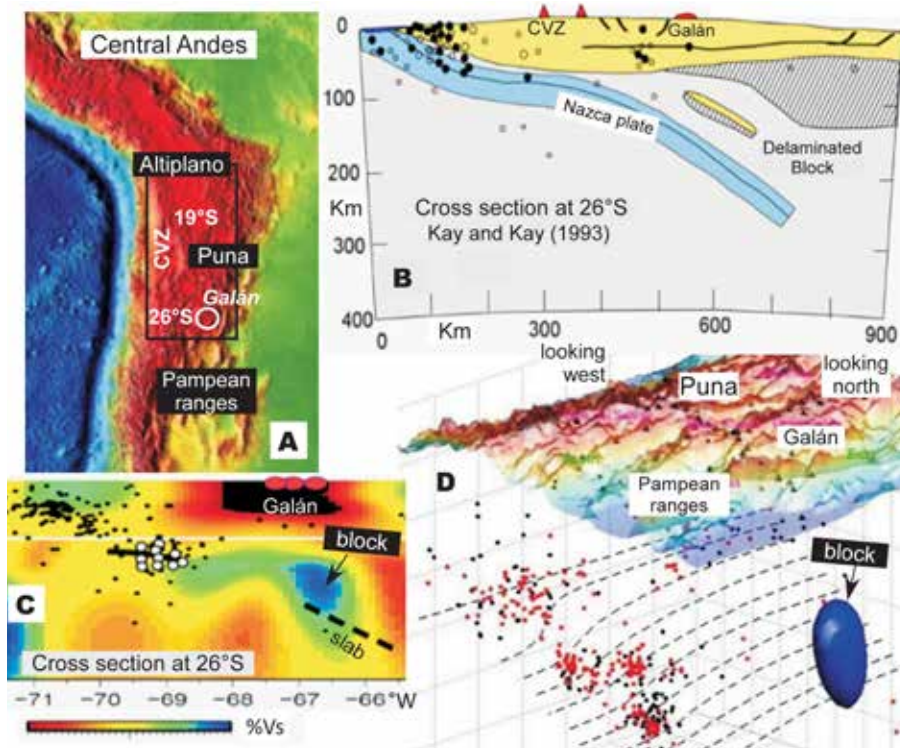 Central Andes
Altiplano
19°S
CVZ
Puna
Galán
26°S
Pampean
ranges
A
0
100
200
Km
300
400
CVZ
Galán
Nazca plate
Delaminated
Block
Cross section at 26°S
Kay and Kay (1993)
B
0
Km
300
600
900
Galán
block
slab
C
Cross section at 26°S
−71
−70
−69
−68
−67
−66°W
%Vs
looking
west
looking
north
Puna
Galán
D
Pampean
ranges
block